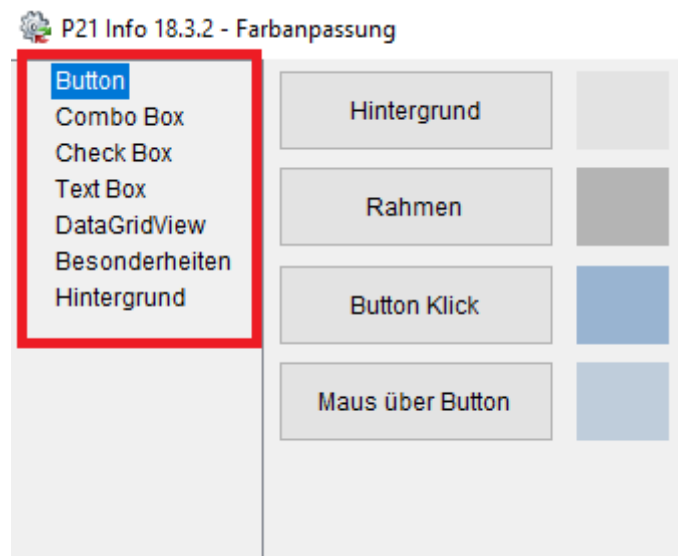 P21 Info 18.3.2 - Farbanpassung
Button
Combo Box
Check Box
Text Box
DataGridView
Besonderheiten
Hintergrund
Hintergrund
Rahmen
Button Klick
Maus über Button